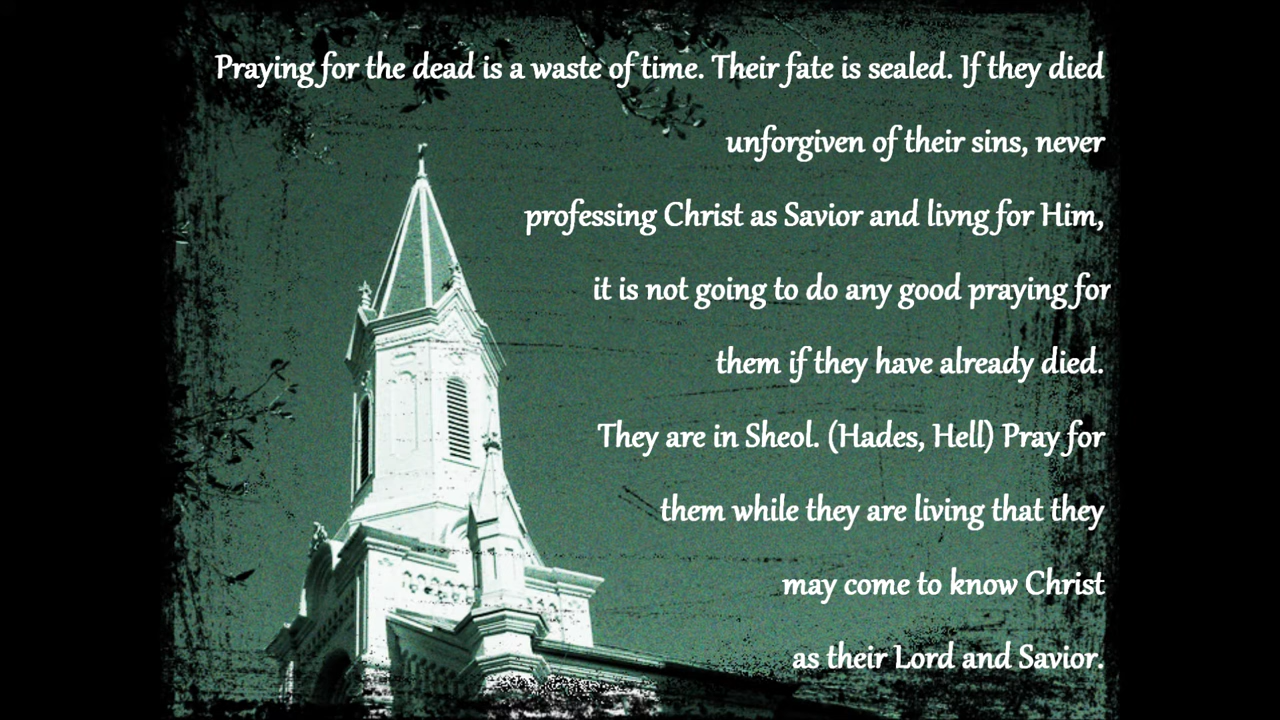 Praying for the dead is a waste of time. Their fate is sealed. If they died
unforgiven of their sins, never
professing Christ as Savior and livng for Him,
it is not going to do any good praying for
them if they have already died.
They are in Sheol. (Hades, Hell) Pray for
them while they are living that they
may come to know Christ
as their Lord and Savior.